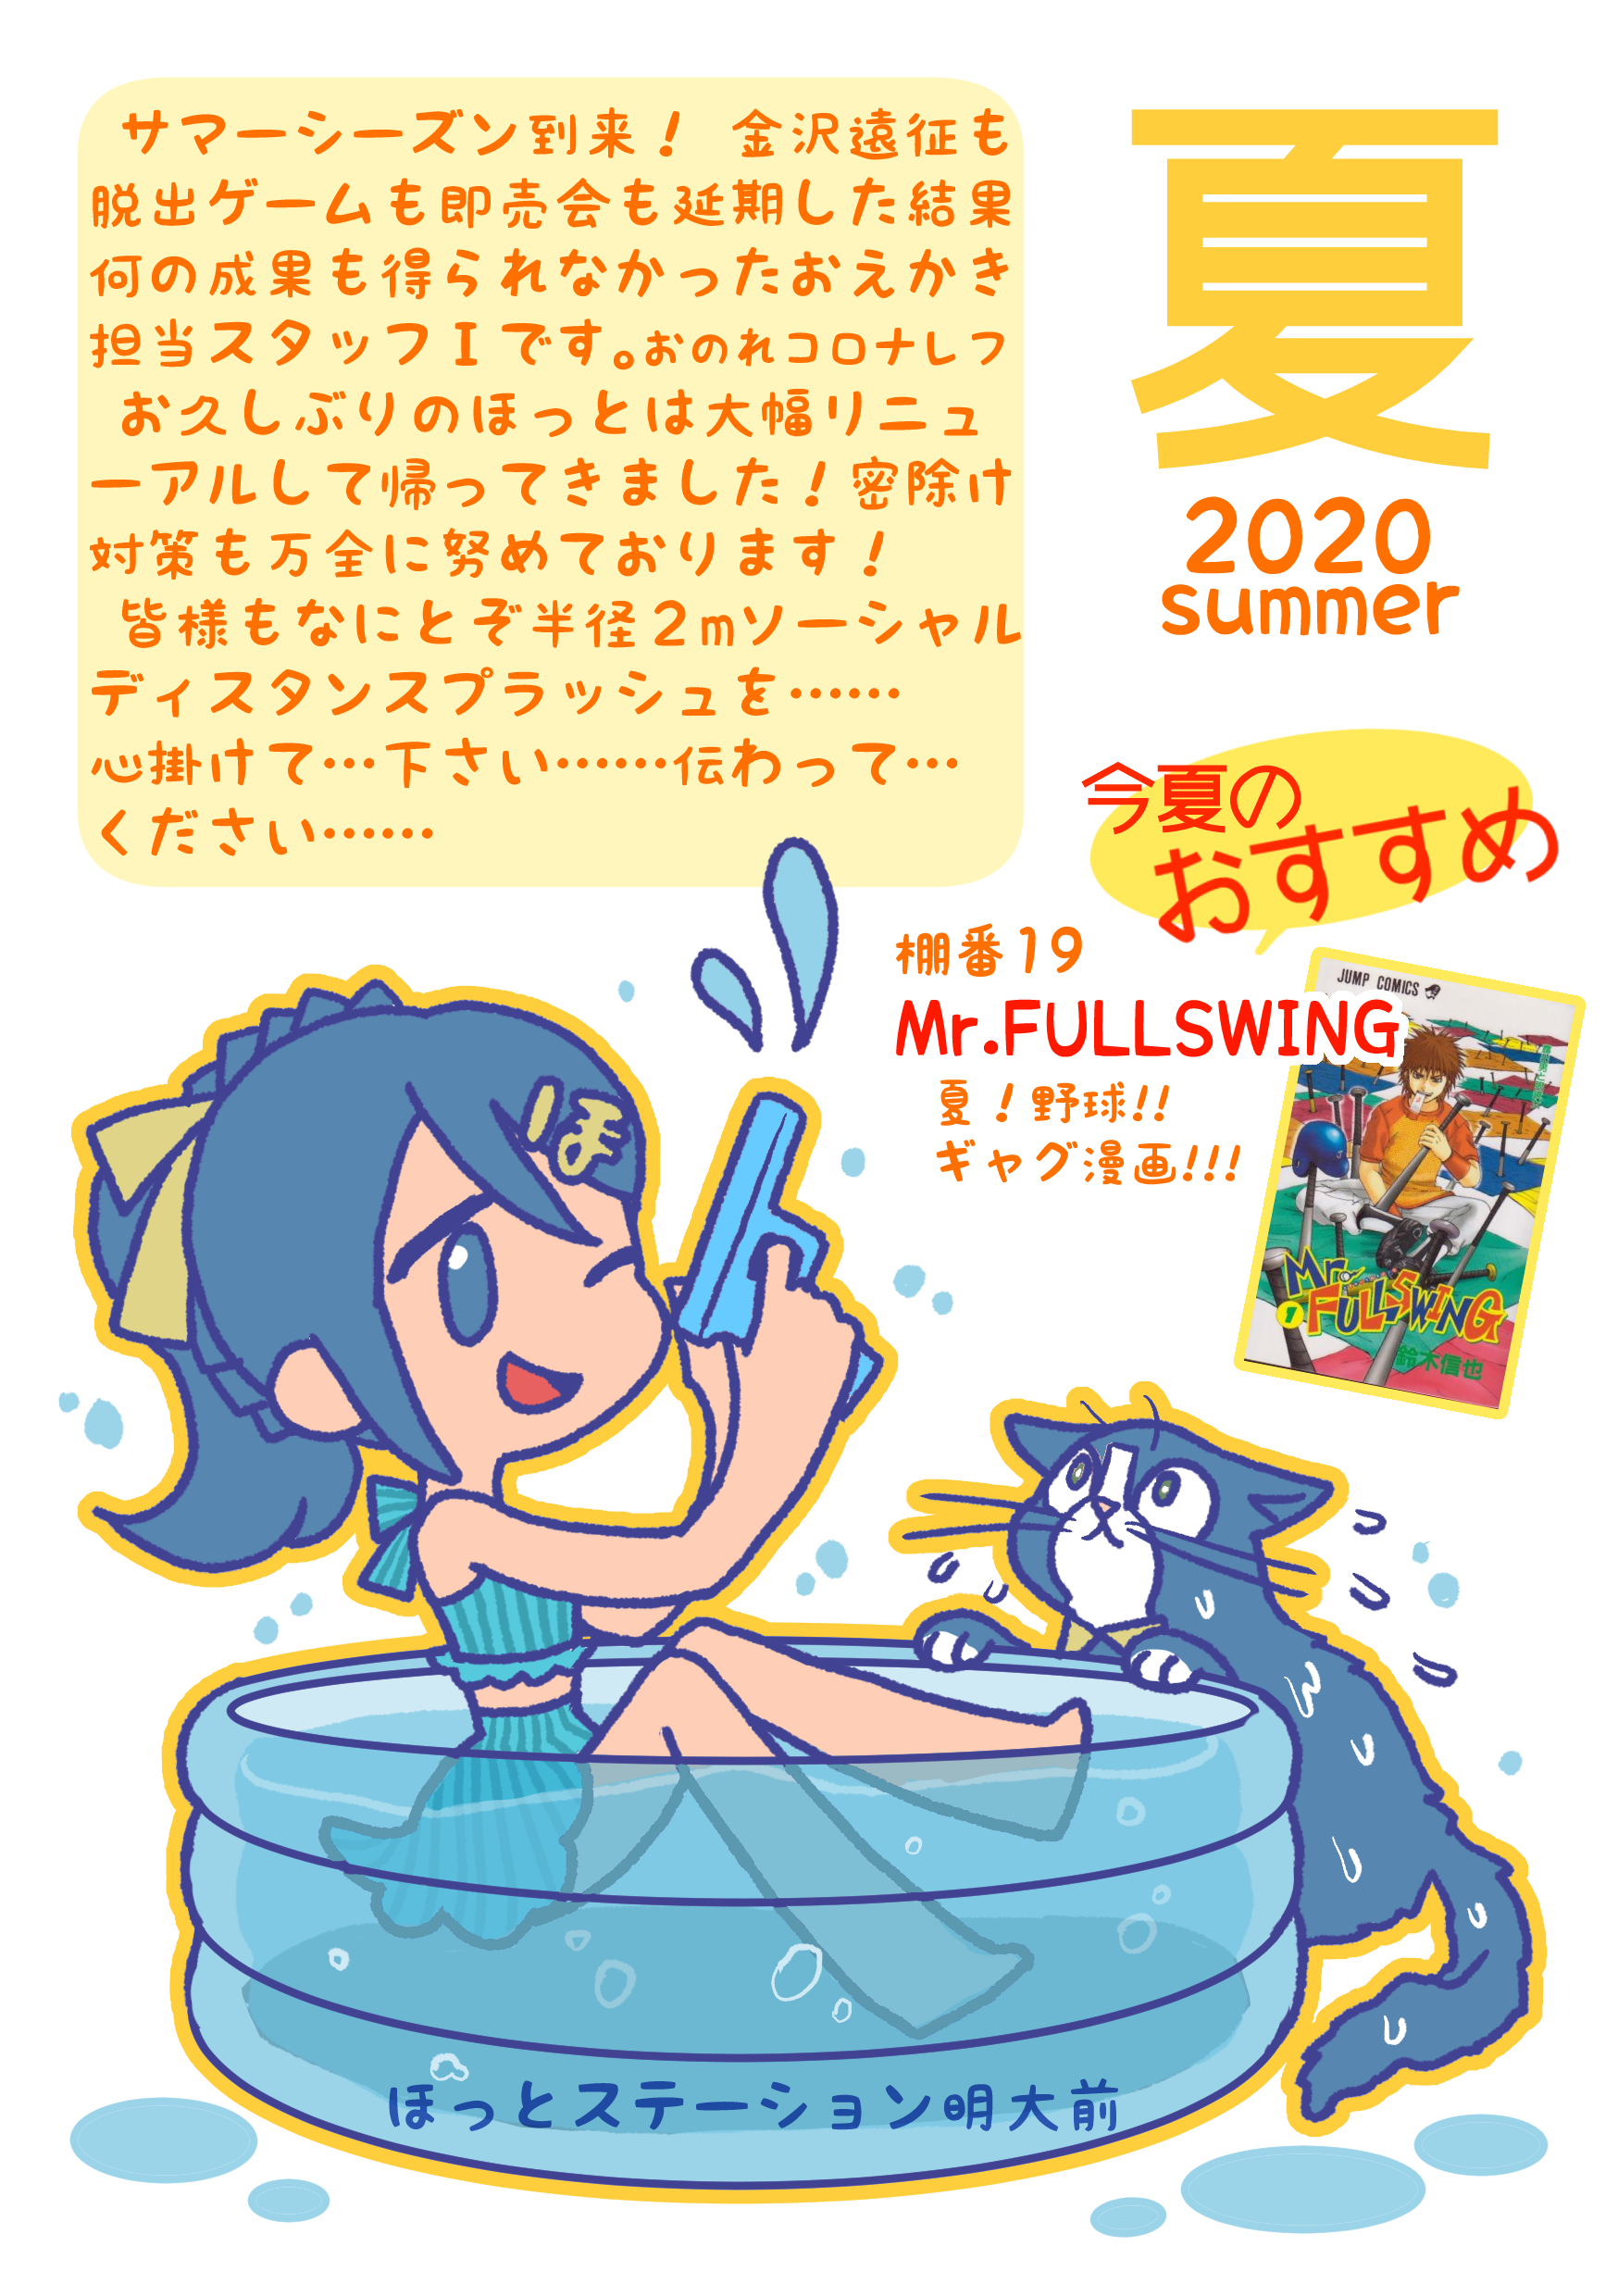 サマーシーズン到来！ 金沢遠征も
脱出ゲームも即売会も延期した結果
何の成果も得られなかったおえかき
担当スタッフＩです。おのれコロナレフ
お久しぶりのほっとは大幅リニュ
ーアルして帰ってきました！密除け
対策も万全に努めております！
皆様もなにとぞ半径２mソーシャル
ディスタンスプラッシュを……
心掛けて…下さい……伝わって…
ください……
夏
2020
summer
今夏の
おすすめ
棚番19
Mr.FULLSWING
夏！野球!!
ギャグ漫画!!!
JUMP COMICS
Mr.
FULLSWING
1
鈴木信也
ほ
ほっとステーション明大前